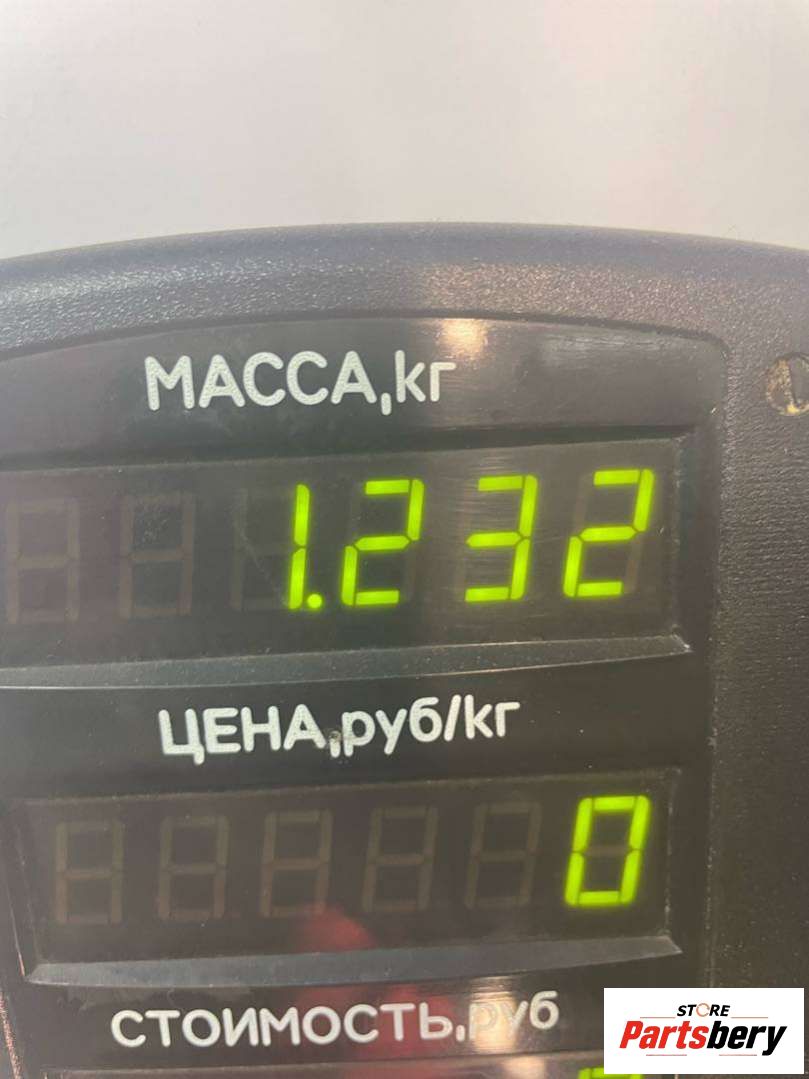 МАССА,кг
1.232
ЦЕНА,руб/кг
0
СТОИМОСТЬ,руб
STORE
Partsbery